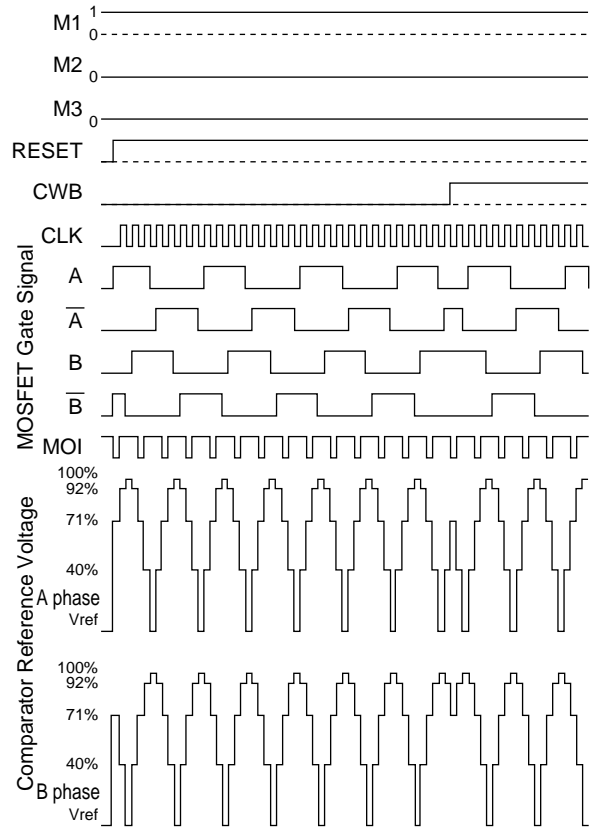 M1 1
0
M2 0
M3 0
RESET
CWB
CLK
MOSFET Gate Signal
A
A̅
B
B̅
MOI
Comparator Reference Voltage
100%
92%
71%
40%
A phase
Vref
100%
92%
71%
40%
B phase
Vref